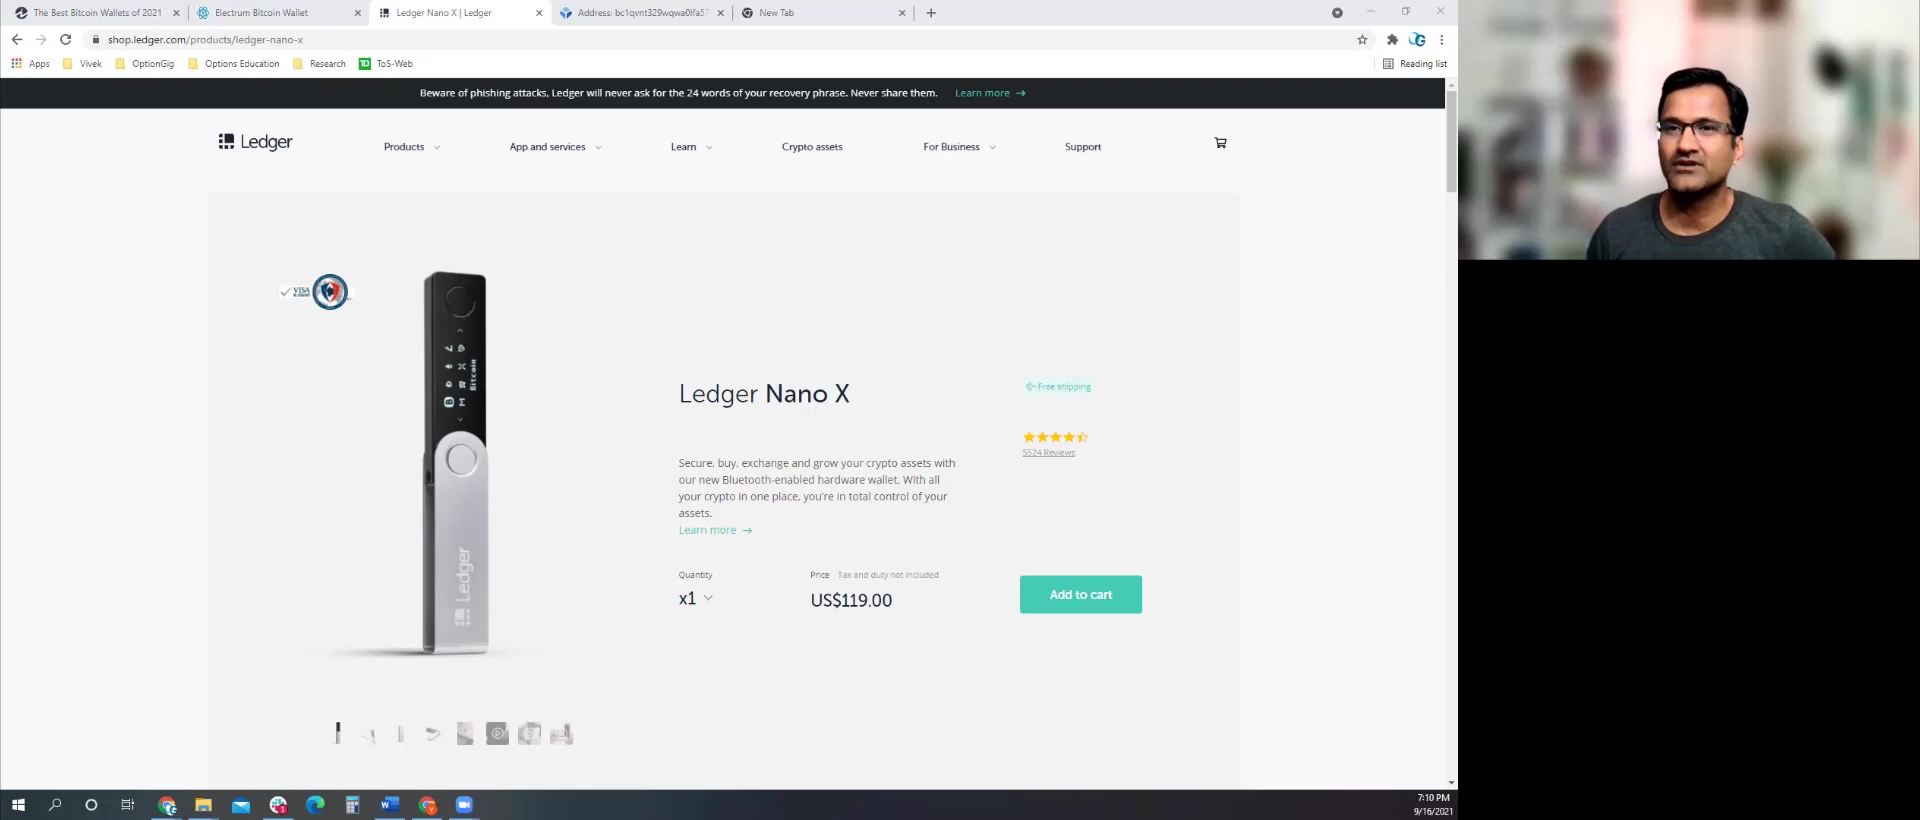 The Best Bitcoin Wallets of 2021
Electrum Bitcoin Wallet
Ledger Nano X | Ledger
Address: bc1qvnt329wqwa0lfa57
New Tab
shop.ledger.com/products/ledger-nano-x
Apps
Vivek
OptionGig
Options Education
Research
ToS-Web
Reading list
Beware of phishing attacks, Ledger will never ask for the 24 words of your recovery phrase. Never share them. Learn more →
Ledger
Products
App and services
Learn
Crypto assets
For Business
Support
VISA
Bitcoin
Ledger
Ledger Nano X
Free shipping
5524 Reviews
Secure, buy, exchange and grow your crypto assets with
our new Bluetooth-enabled hardware wallet. With all
your crypto in one place, you're in total control of your
assets.
Learn more →
Quantity
Price Tax and duty not included
x1
US$119.00
Add to cart
7:10 PM
9/16/2021